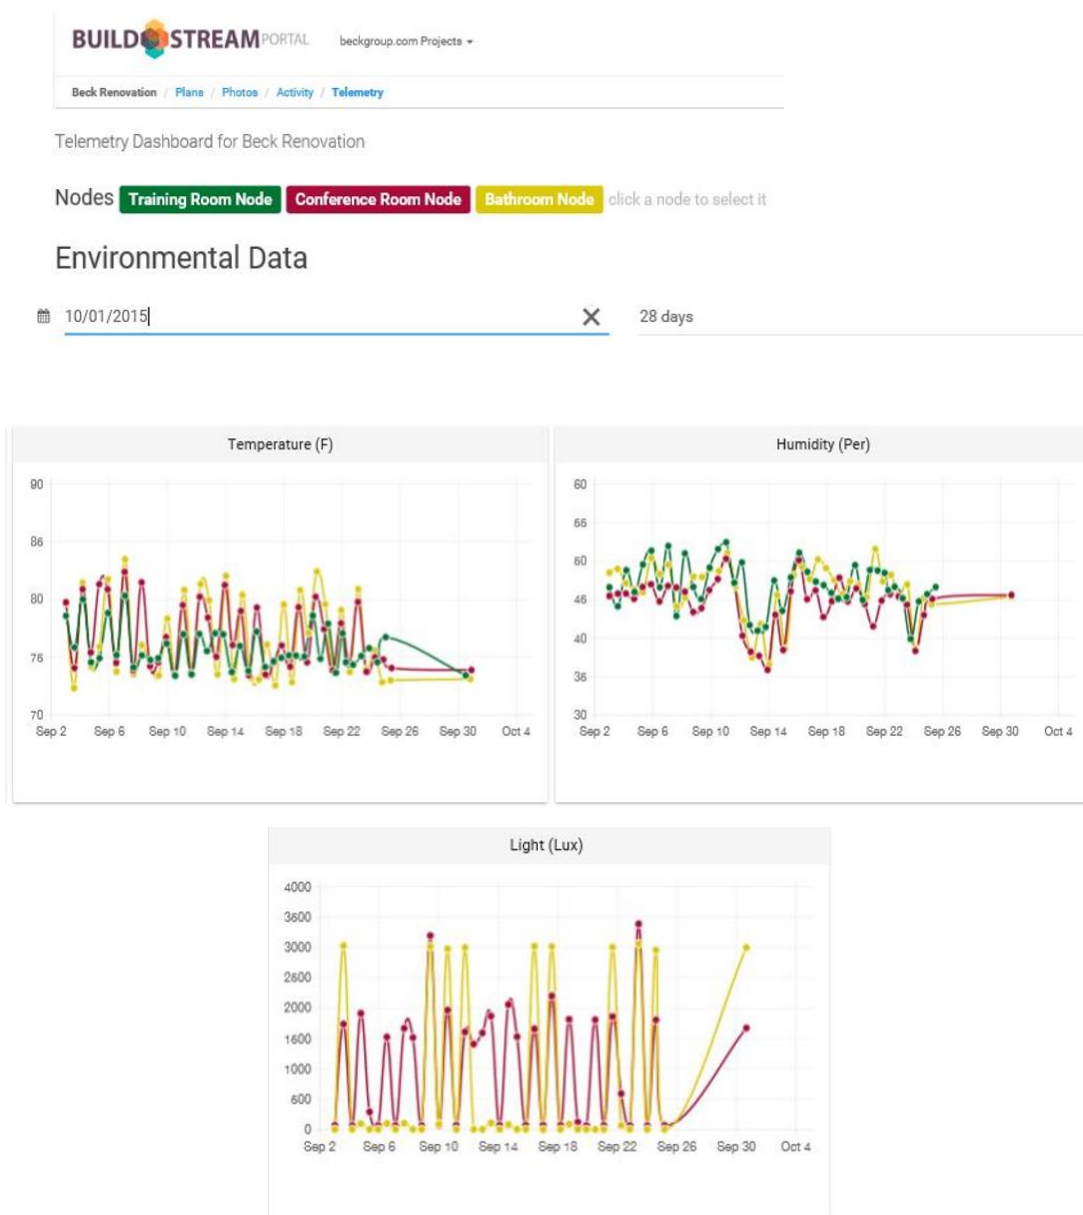 BUILD STREAM PORTAL beckgroup.com Projects
Beck Renovation / Plans / Photos / Activity / Telemetry
Telemetry Dashboard for Beck Renovation
Nodes Training Room Node Conference Room Node Bathroom Node click a node to select it
Environmental Data
10/01/2015 28 days
Temperature (F)
90
86
80
76
70
Sep 2 Sep 6 Sep 10 Sep 14 Sep 18 Sep 22 Sep 26 Sep 30 Oct 4
Humidity (Per)
60
66
60
46
40
36
30
Sep 2 Sep 6 Sep 10 Sep 14 Sep 18 Sep 22 Sep 26 Sep 30 Oct 4
Light (Lux)
4000
3600
3000
2600
2000
1600
1000
600
0
Sep 2 Sep 6 Sep 10 Sep 14 Sep 18 Sep 22 Sep 26 Sep 30 Oct 4